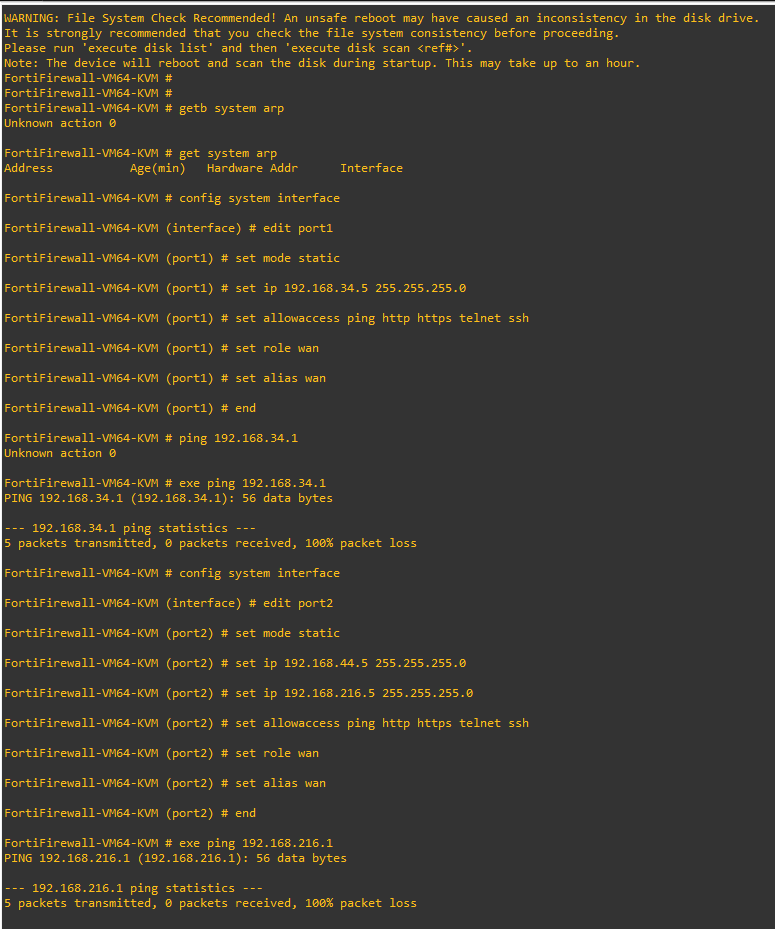 WARNING: File System Check Recommended! An unsafe reboot may have caused an inconsistency in the disk drive.
It is strongly recommended that you check the file system consistency before proceeding.
Please run 'execute disk list' and then 'execute disk scan <ref#>'.
Note: The device will reboot and scan the disk during startup. This may take up to an hour.
FortiFirewall-VM64-KVM #
FortiFirewall-VM64-KVM #
FortiFirewall-VM64-KVM # getb system arp
Unknown action 0
FortiFirewall-VM64-KVM # get system arp
Address           Age(min)   Hardware Addr      Interface
FortiFirewall-VM64-KVM # config system interface
FortiFirewall-VM64-KVM (interface) # edit port1
FortiFirewall-VM64-KVM (port1) # set mode static
FortiFirewall-VM64-KVM (port1) # set ip 192.168.34.5 255.255.255.0
FortiFirewall-VM64-KVM (port1) # set allowaccess ping http https telnet ssh
FortiFirewall-VM64-KVM (port1) # set role wan
FortiFirewall-VM64-KVM (port1) # set alias wan
FortiFirewall-VM64-KVM (port1) # end
FortiFirewall-VM64-KVM # ping 192.168.34.1
Unknown action 0
FortiFirewall-VM64-KVM # exe ping 192.168.34.1
PING 192.168.34.1 (192.168.34.1): 56 data bytes
--- 192.168.34.1 ping statistics ---
5 packets transmitted, 0 packets received, 100% packet loss
FortiFirewall-VM64-KVM # config system interface
FortiFirewall-VM64-KVM (interface) # edit port2
FortiFirewall-VM64-KVM (port2) # set mode static
FortiFirewall-VM64-KVM (port2) # set ip 192.168.44.5 255.255.255.0
FortiFirewall-VM64-KVM (port2) # set ip 192.168.216.5 255.255.255.0
FortiFirewall-VM64-KVM (port2) # set allowaccess ping http https telnet ssh
FortiFirewall-VM64-KVM (port2) # set role wan
FortiFirewall-VM64-KVM (port2) # set alias wan
FortiFirewall-VM64-KVM (port2) # end
FortiFirewall-VM64-KVM # exe ping 192.168.216.1
PING 192.168.216.1 (192.168.216.1): 56 data bytes
--- 192.168.216.1 ping statistics ---
5 packets transmitted, 0 packets received, 100% packet loss